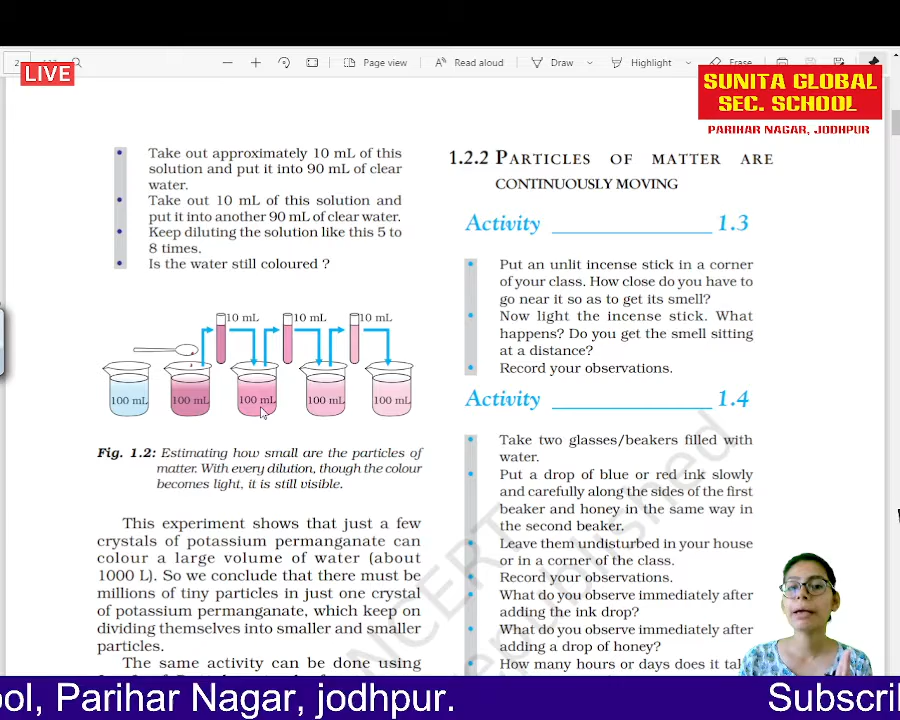 LIVE
2
Page view
Read aloud
Draw
Highlight
Erase
SUNITA GLOBAL
SEC. SCHOOL
PARIHAR NAGAR, JODHPUR
• Take out approximately 10 mL of this
solution and put it into 90 mL of clear
water.
• Take out 10 mL of this solution and
put it into another 90 mL of clear water.
• Keep diluting the solution like this 5 to
8 times.
• Is the water still coloured ?
10 mL 10 mL 10 mL
100 mL 100 mL 100 mL 100 mL 100 mL
Fig. 1.2: Estimating how small are the particles of
matter. With every dilution, though the colour
becomes light, it is still visible.
This experiment shows that just a few
crystals of potassium permanganate can
colour a large volume of water (about
1000 L). So we conclude that there must be
millions of tiny particles in just one crystal
of potassium permanganate, which keep on
dividing themselves into smaller and smaller
particles.
The same activity can be done using
1.2.2 PARTICLES OF MATTER ARE
CONTINUOUSLY MOVING
Activity ______________ 1.3
• Put an unlit incense stick in a corner
of your class. How close do you have to
go near it so as to get its smell?
• Now light the incense stick. What
happens? Do you get the smell sitting
at a distance?
• Record your observations.
Activity ______________ 1.4
• Take two glasses/beakers filled with
water.
• Put a drop of blue or red ink slowly
and carefully along the sides of the first
beaker and honey in the same way in
the second beaker.
• Leave them undisturbed in your house
or in a corner of the class.
• Record your observations.
• What do you observe immediately after
adding the ink drop?
• What do you observe immediately after
adding a drop of honey?
• How many hours or days does it ta
ool, Parihar Nagar, jodhpur. Subscri